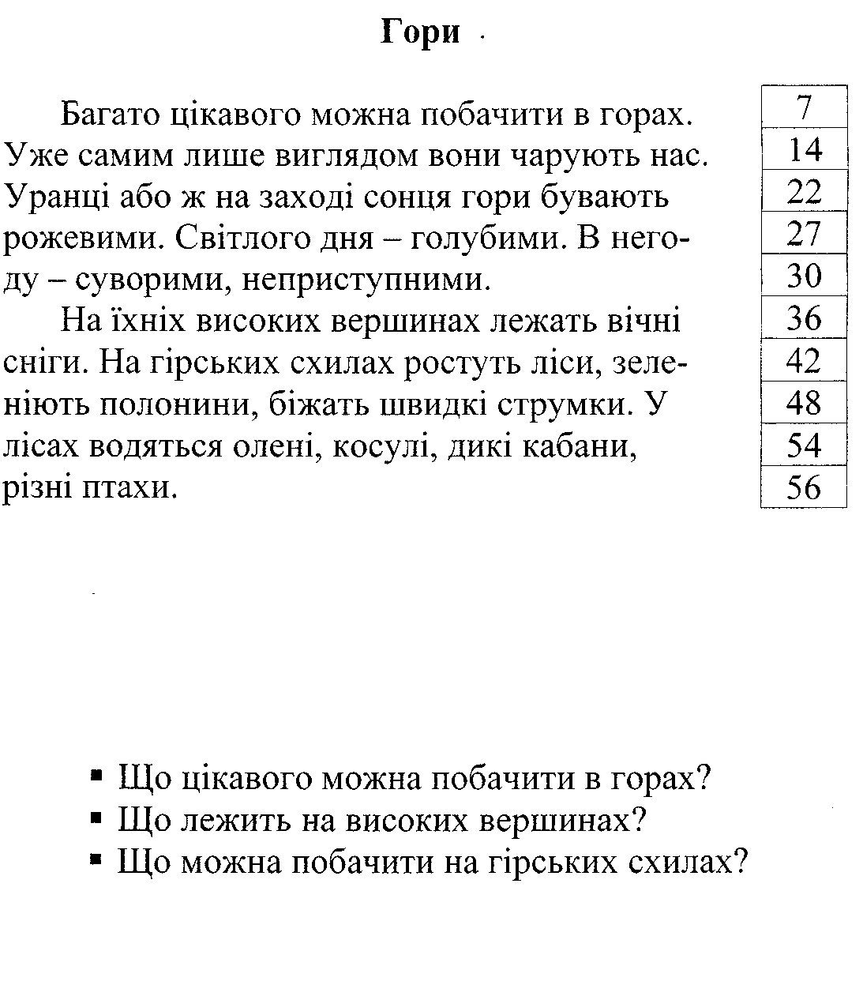 Гори
Багато цікавого можна побачити в горах. 7
Уже самим лише виглядом вони чарують нас. 14
Уранці або ж на заході сонця гори бувають 22
рожевими. Світлого дня – голубими. В него- 27
ду – суворими, неприступними. 30
На їхніх високих вершинах лежать вічні 36
сніги. На гірських схилах ростуть ліси, зеле- 42
ніють полонини, біжать швидкі струмки. У 48
лісах водяться олені, косулі, дикі кабани, 54
різні птахи. 56
▪ Що цікавого можна побачити в горах?
▪ Що лежить на високих вершинах?
▪ Що можна побачити на гірських схилах?